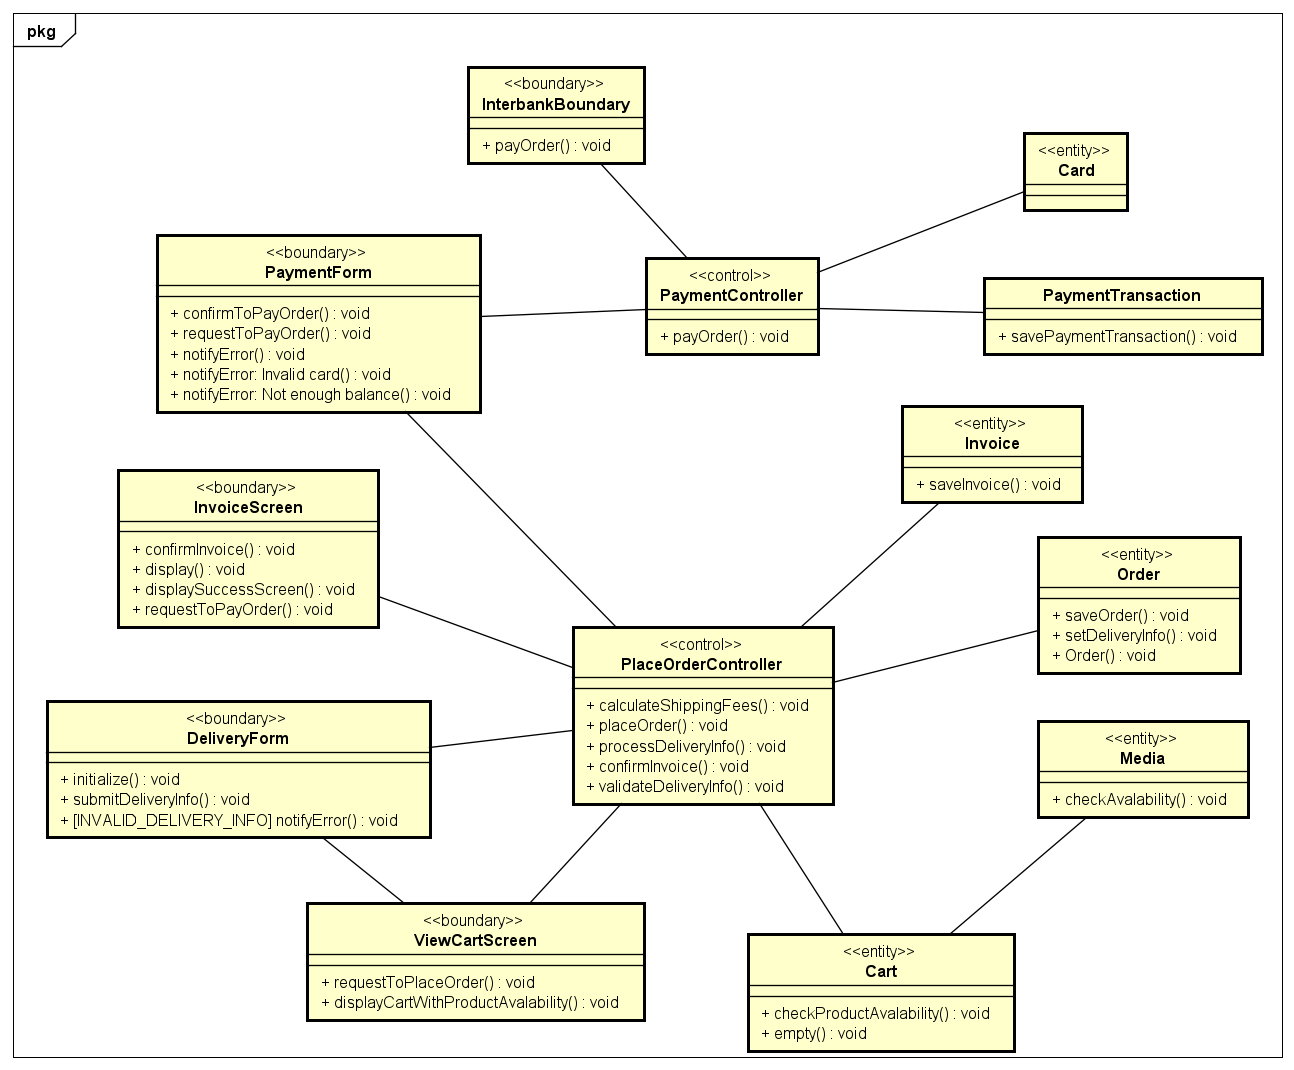 pkg
<<boundary>>
InterbankBoundary
+ payOrder() : void
<<entity>>
Card
<<boundary>>
PaymentForm
+ confirmToPayOrder() : void
+ requestToPayOrder() : void
+ notifyError() : void
+ notifyError: Invalid card() : void
+ notifyError: Not enough balance() : void
<<control>>
PaymentController
+ payOrder() : void
PaymentTransaction
+ savePaymentTransaction() : void
<<entity>>
Invoice
+ saveInvoice() : void
<<boundary>>
InvoiceScreen
+ confirmInvoice() : void
+ display() : void
+ displaySuccessScreen() : void
+ requestToPayOrder() : void
<<entity>>
Order
+ saveOrder() : void
+ setDeliveryInfo() : void
+ Order() : void
<<control>>
PlaceOrderController
+ calculateShippingFees() : void
+ placeOrder() : void
+ processDeliveryInfo() : void
+ confirmInvoice() : void
+ validateDeliveryInfo() : void
<<boundary>>
DeliveryForm
+ initialize() : void
+ submitDeliveryInfo() : void
+ [INVALID_DELIVERY_INFO] notifyError() : void
<<entity>>
Media
+ checkAvalability() : void
<<boundary>>
ViewCartScreen
+ requestToPlaceOrder() : void
+ displayCartWithProductAvalability() : void
<<entity>>
Cart
+ checkProductAvalability() : void
+ empty() : void